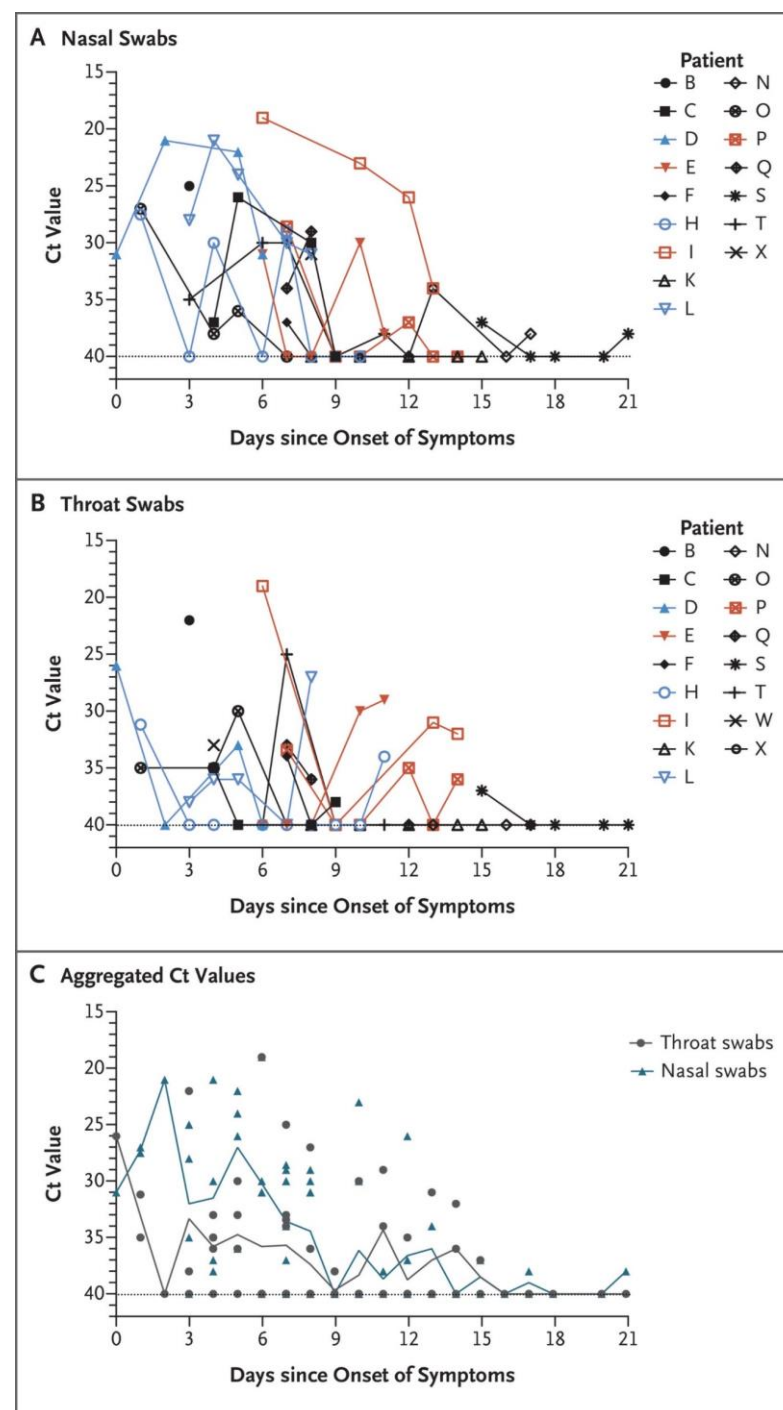 A Nasal Swabs
Patient
B N
C O
D P
E Q
F S
H T
I X
K
L
15
20
25
30
35
40
Ct Value
0 3 6 9 12 15 18 21
Days since Onset of Symptoms
B Throat Swabs
Patient
B N
C O
D P
E Q
F S
H T
I W
K X
L
15
20
25
30
35
40
Ct Value
0 3 6 9 12 15 18 21
Days since Onset of Symptoms
C Aggregated Ct Values
Throat swabs
Nasal swabs
15
20
25
30
35
40
Ct Value
0 3 6 9 12 15 18 21
Days since Onset of Symptoms